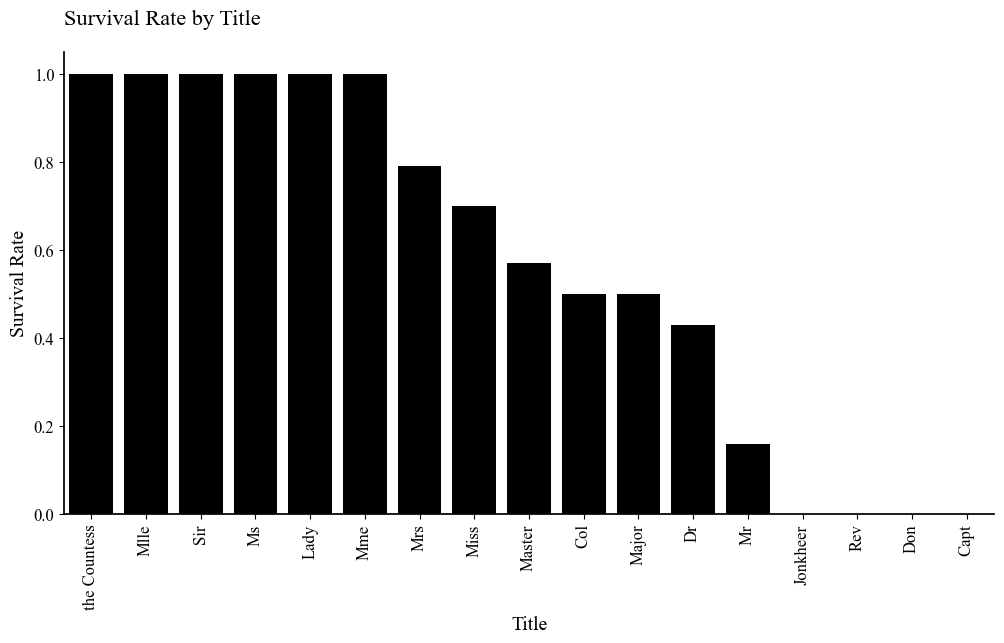 Survival Rate by Title
1.0
0.8
0.6
0.4
0.2
0.0
Survival Rate
the Countess
Mlle
Sir
Ms
Lady
Mme
Mrs
Miss
Master
Col
Major
Dr
Mr
Jonkheer
Rev
Don
Capt
Title